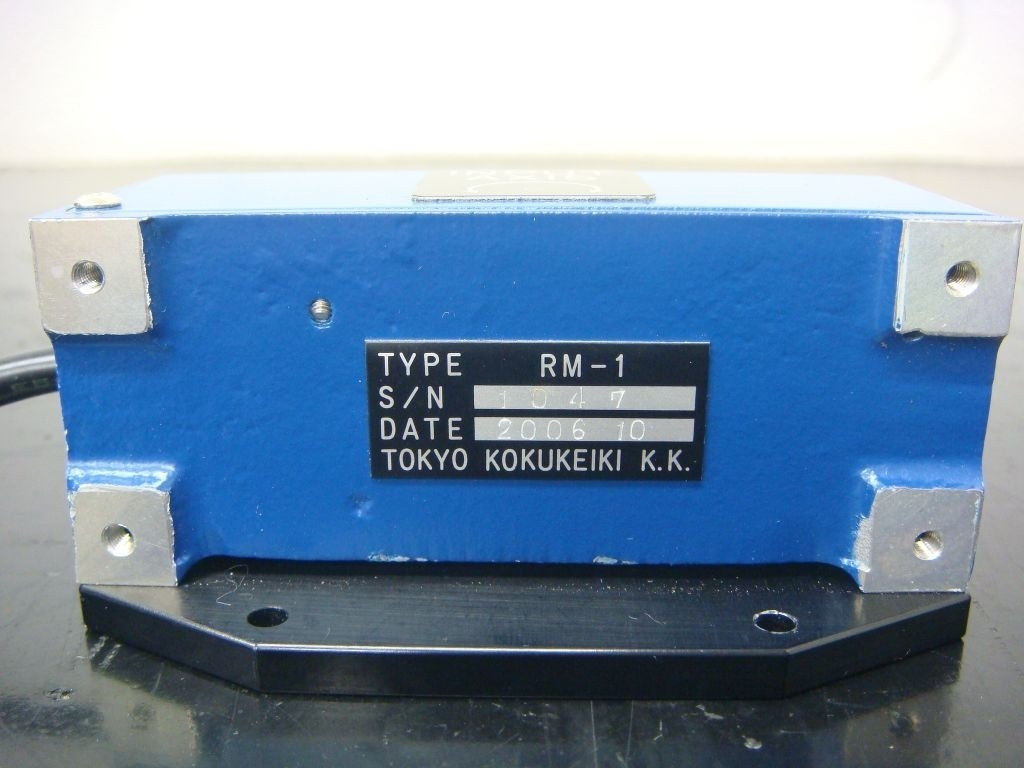 TYPE RM-1
S/N 1047
DATE 2006 10
TOKYO KOKUKEIKI K.K.